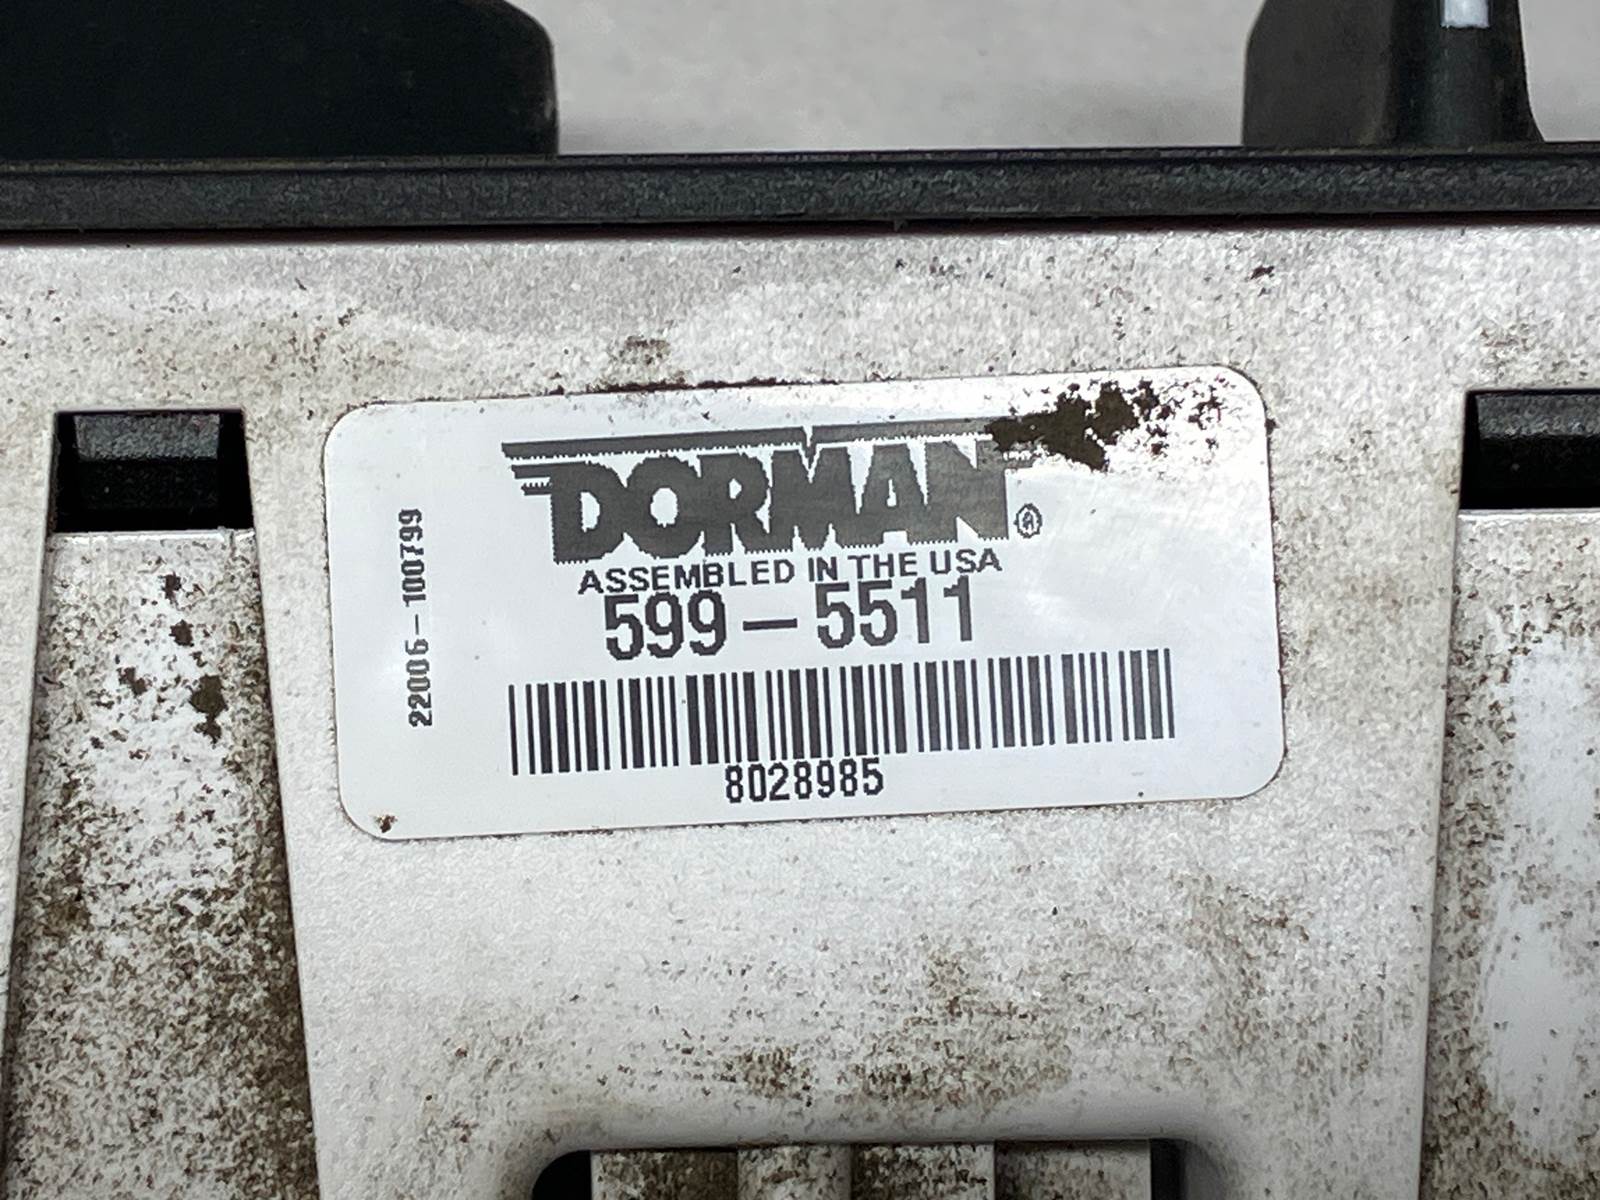 DORMAN®
ASSEMBLED IN THE USA
599-5511
8028985
22006-100799